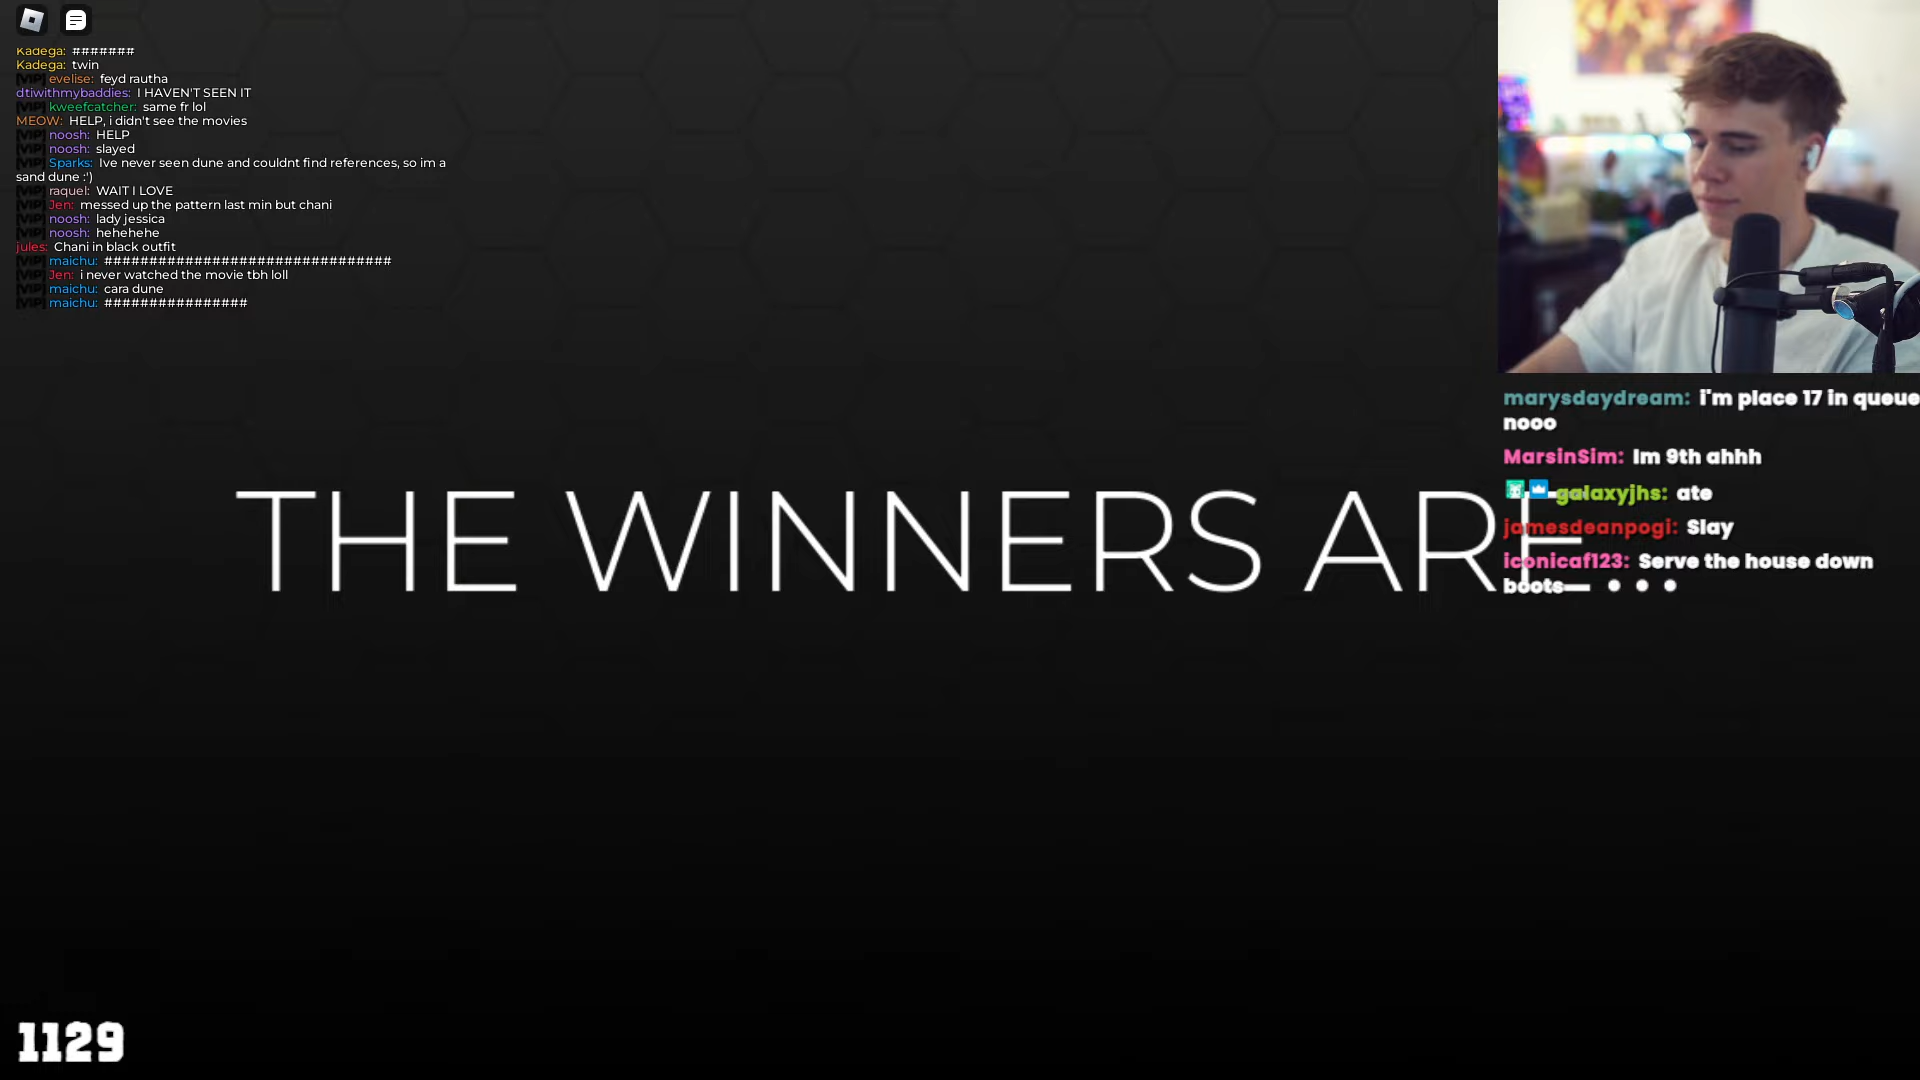 Kadega: #######
Kadega: twin
[VIP] evelise: feyd rautha
dtiwithmybaddies: I HAVEN'T SEEN IT
[VIP] kweefcatcher: same fr lol
MEOW: HELP, i didn't see the movies
[VIP] noosh: HELP
[VIP] noosh: slayed
[VIP] Sparks: Ive never seen dune and couldnt find references, so im a
sand dune :')
[VIP] raquel: WAIT I LOVE
[VIP] Jen: messed up the pattern last min but chani
[VIP] noosh: lady jessica
[VIP] noosh: hehehehe
jules: Chani in black outfit
[VIP] maichu: ################################
[VIP] Jen: i never watched the movie tbh loll
[VIP] maichu: cara dune
[VIP] maichu: ################
marysdaydream: i'm place 17 in queue
nooo
MarsinSim: Im 9th ahhh
galaxyjhs: ate
jamesdeanpogi: Slay
iconicaf123: Serve the house down
boots—
THE WINNERS ARE...
1129